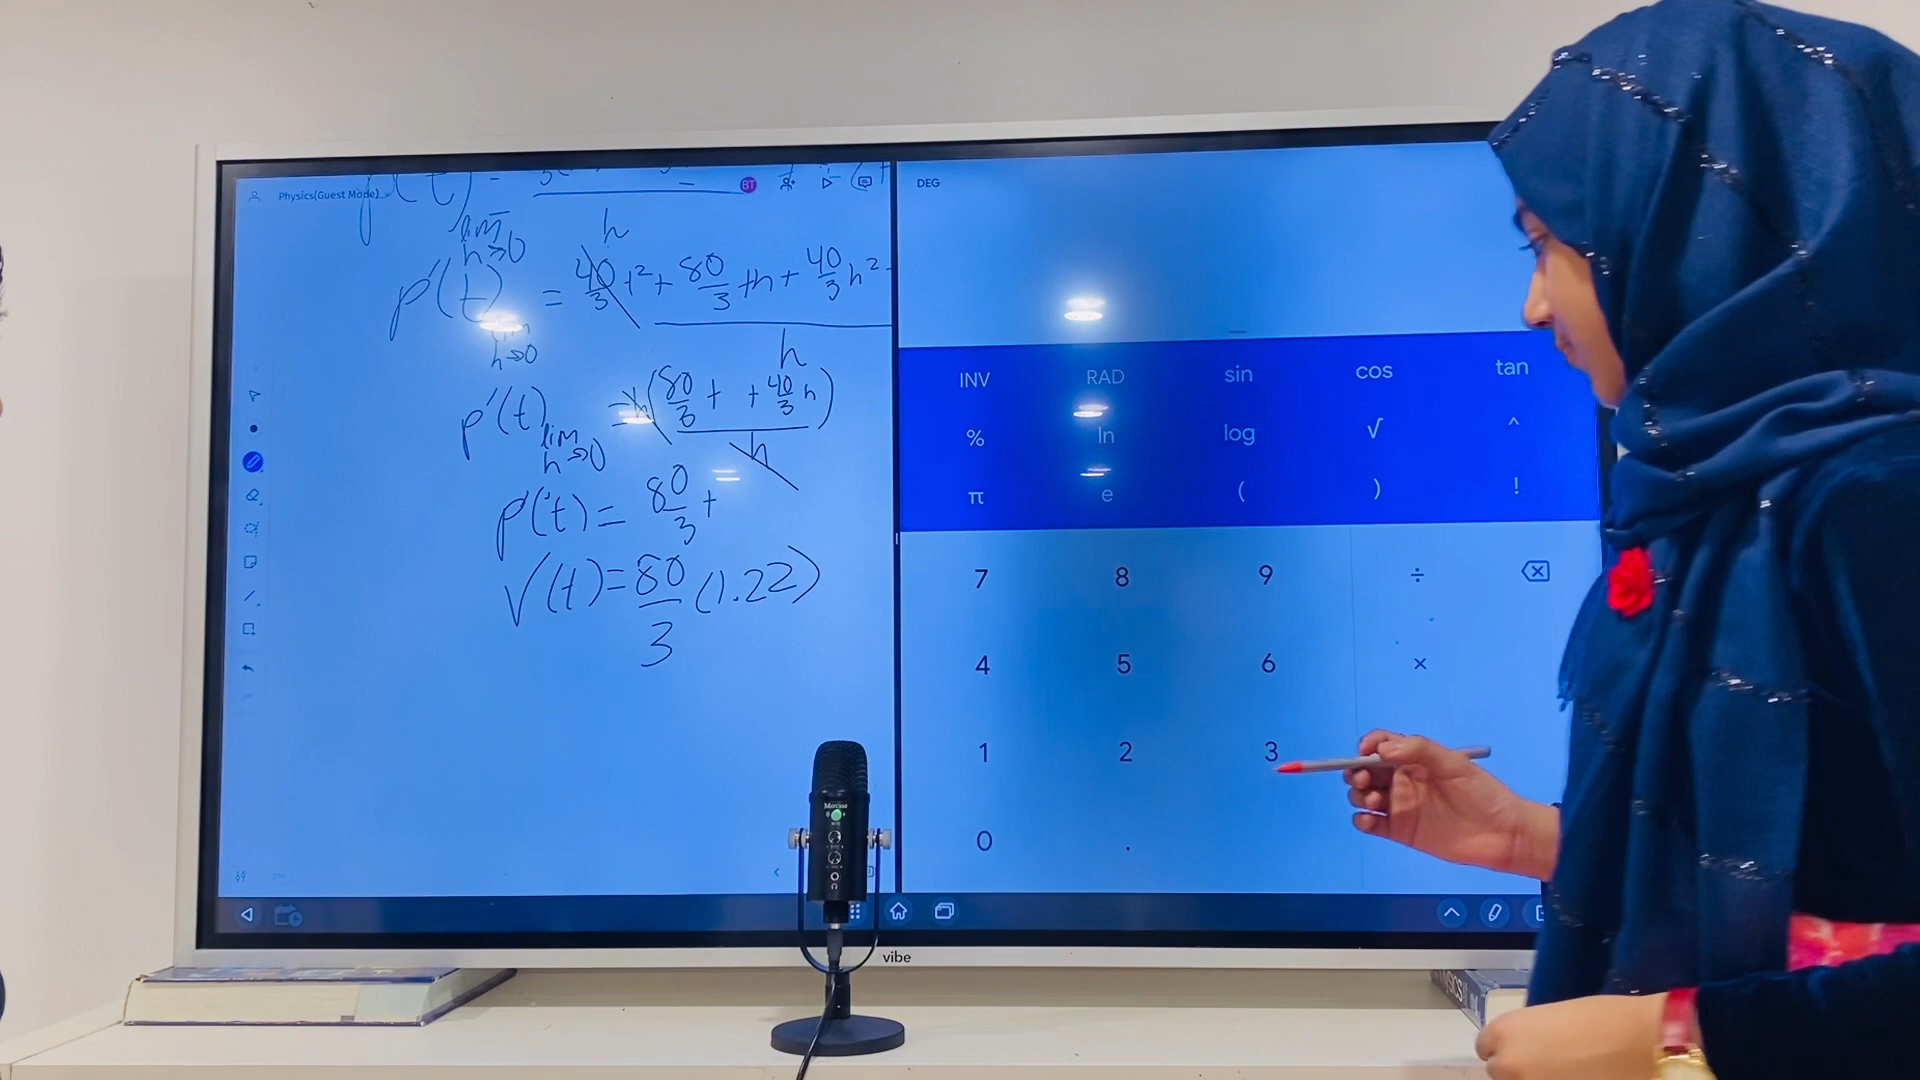 Physics(Guest Mode)
BT
p'(t) =
lim
h→0
h
p'(t) = 40/3 t² + 80/3 th + 40/3 h² -
lim
h→0
h
p'(t) = h(80/3 t + 40/3 h)
lim
h→0
h
p'(t) = 80/3 t
v(t) = 80/3 (1.22)
DEG
INV RAD sin cos tan
% ln log √ ^
π e ( ) !
7 8 9 ÷
4 5 6 ×
1 2 3
0 .
vibe